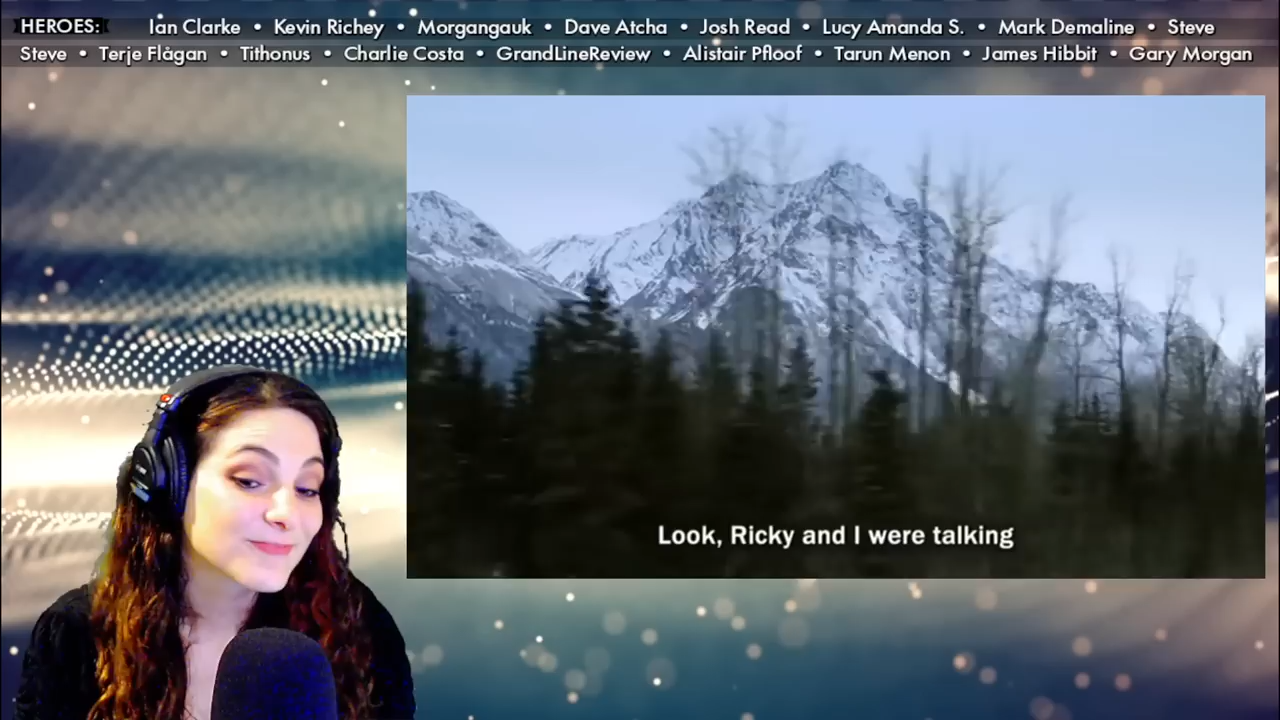 HEROES: Ian Clarke • Kevin Richey • Morgangauk • Dave Atcha • Josh Read • Lucy Amanda S. • Mark Demaline • Steve
Steve • Terje Flågan • Tithonus • Charlie Costa • GrandLineReview • Alistair Pfloof • Tarun Menon • James Hibbit • Gary Morgan
Look, Ricky and I were talking